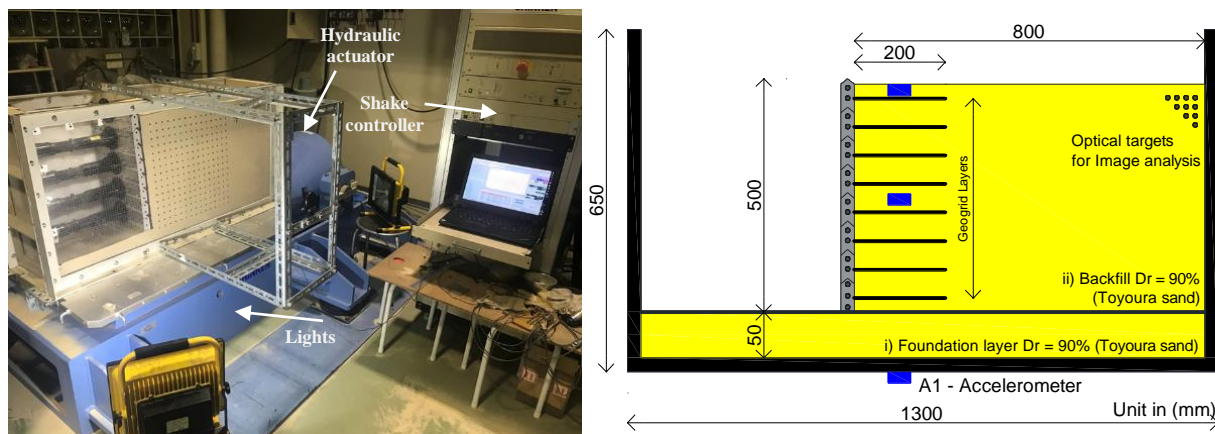 Hydraulic
actuator
Shake
controller
Lights
800
200
Optical targets
for Image analysis
650
500
Geogrid Layers
ii) Backfill Dr = 90%
(Toyoura sand)
50
i) Foundation layer Dr = 90% (Toyoura sand)
A1 - Accelerometer
1300
Unit in (mm)